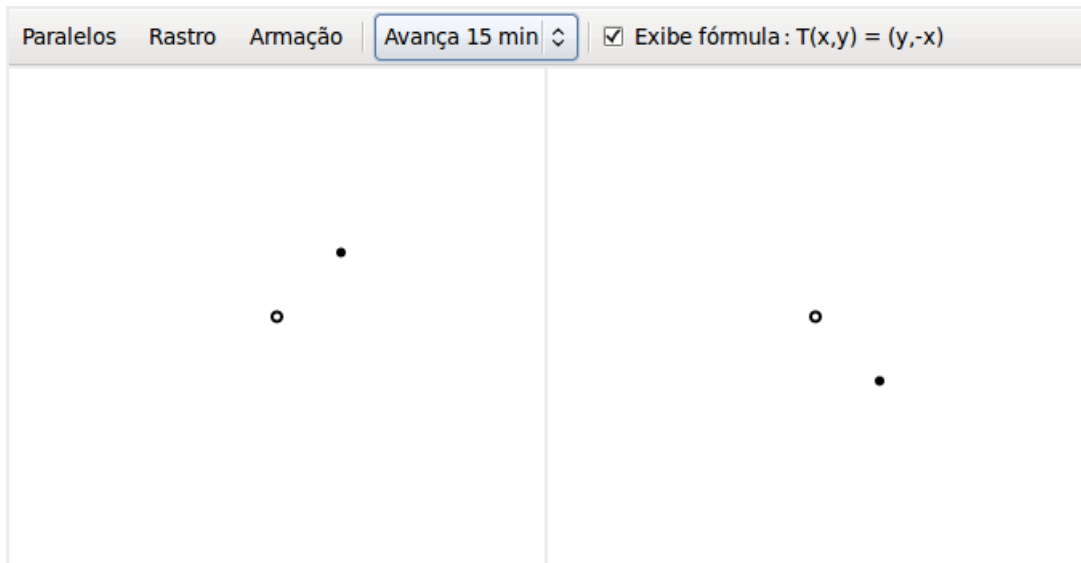 Paralelos Rastro Armação Avança 15 min Exibe fórmula: T(x,y) = (y,-x)